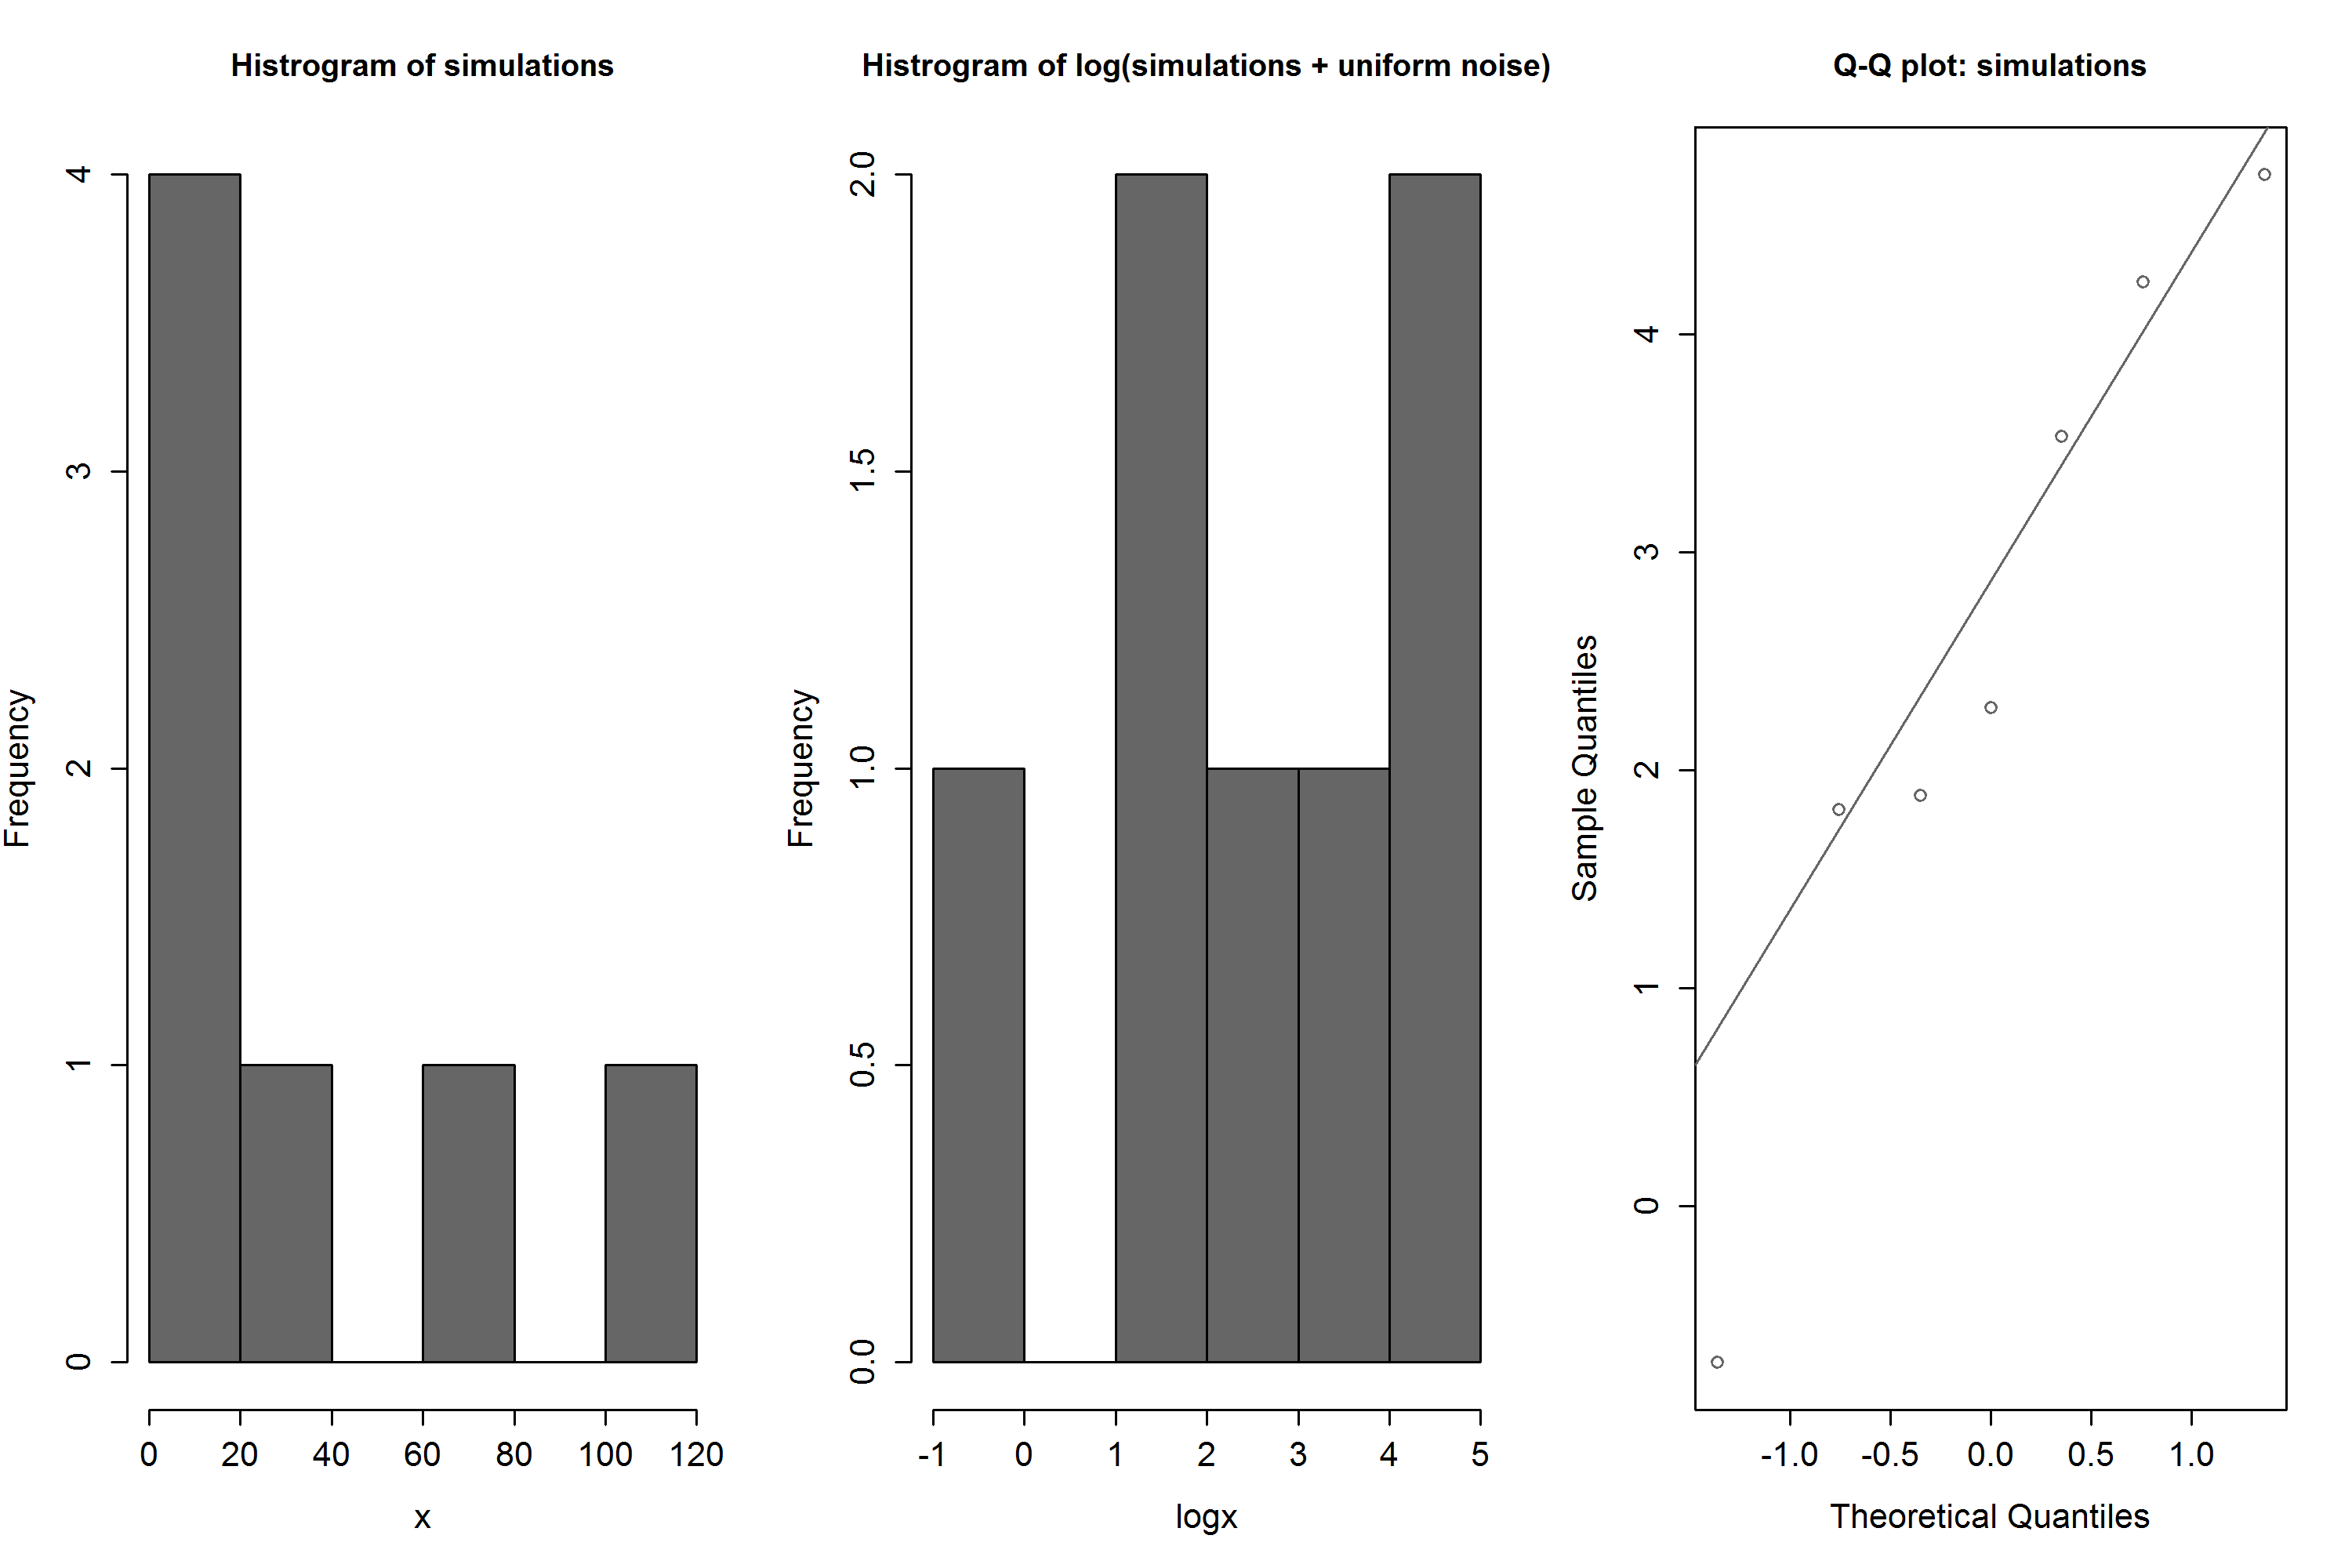 Histrogram of simulations
Frequency
4
3
2
1
0
0 20 40 60 80 100 120
x
Histrogram of log(simulations + uniform noise)
Frequency
2.0
1.5
1.0
0.5
0.0
-1 0 1 2 3 4 5
logx
Q-Q plot: simulations
Sample Quantiles
4
3
2
1
0
-1.0 -0.5 0.0 0.5 1.0
Theoretical Quantiles